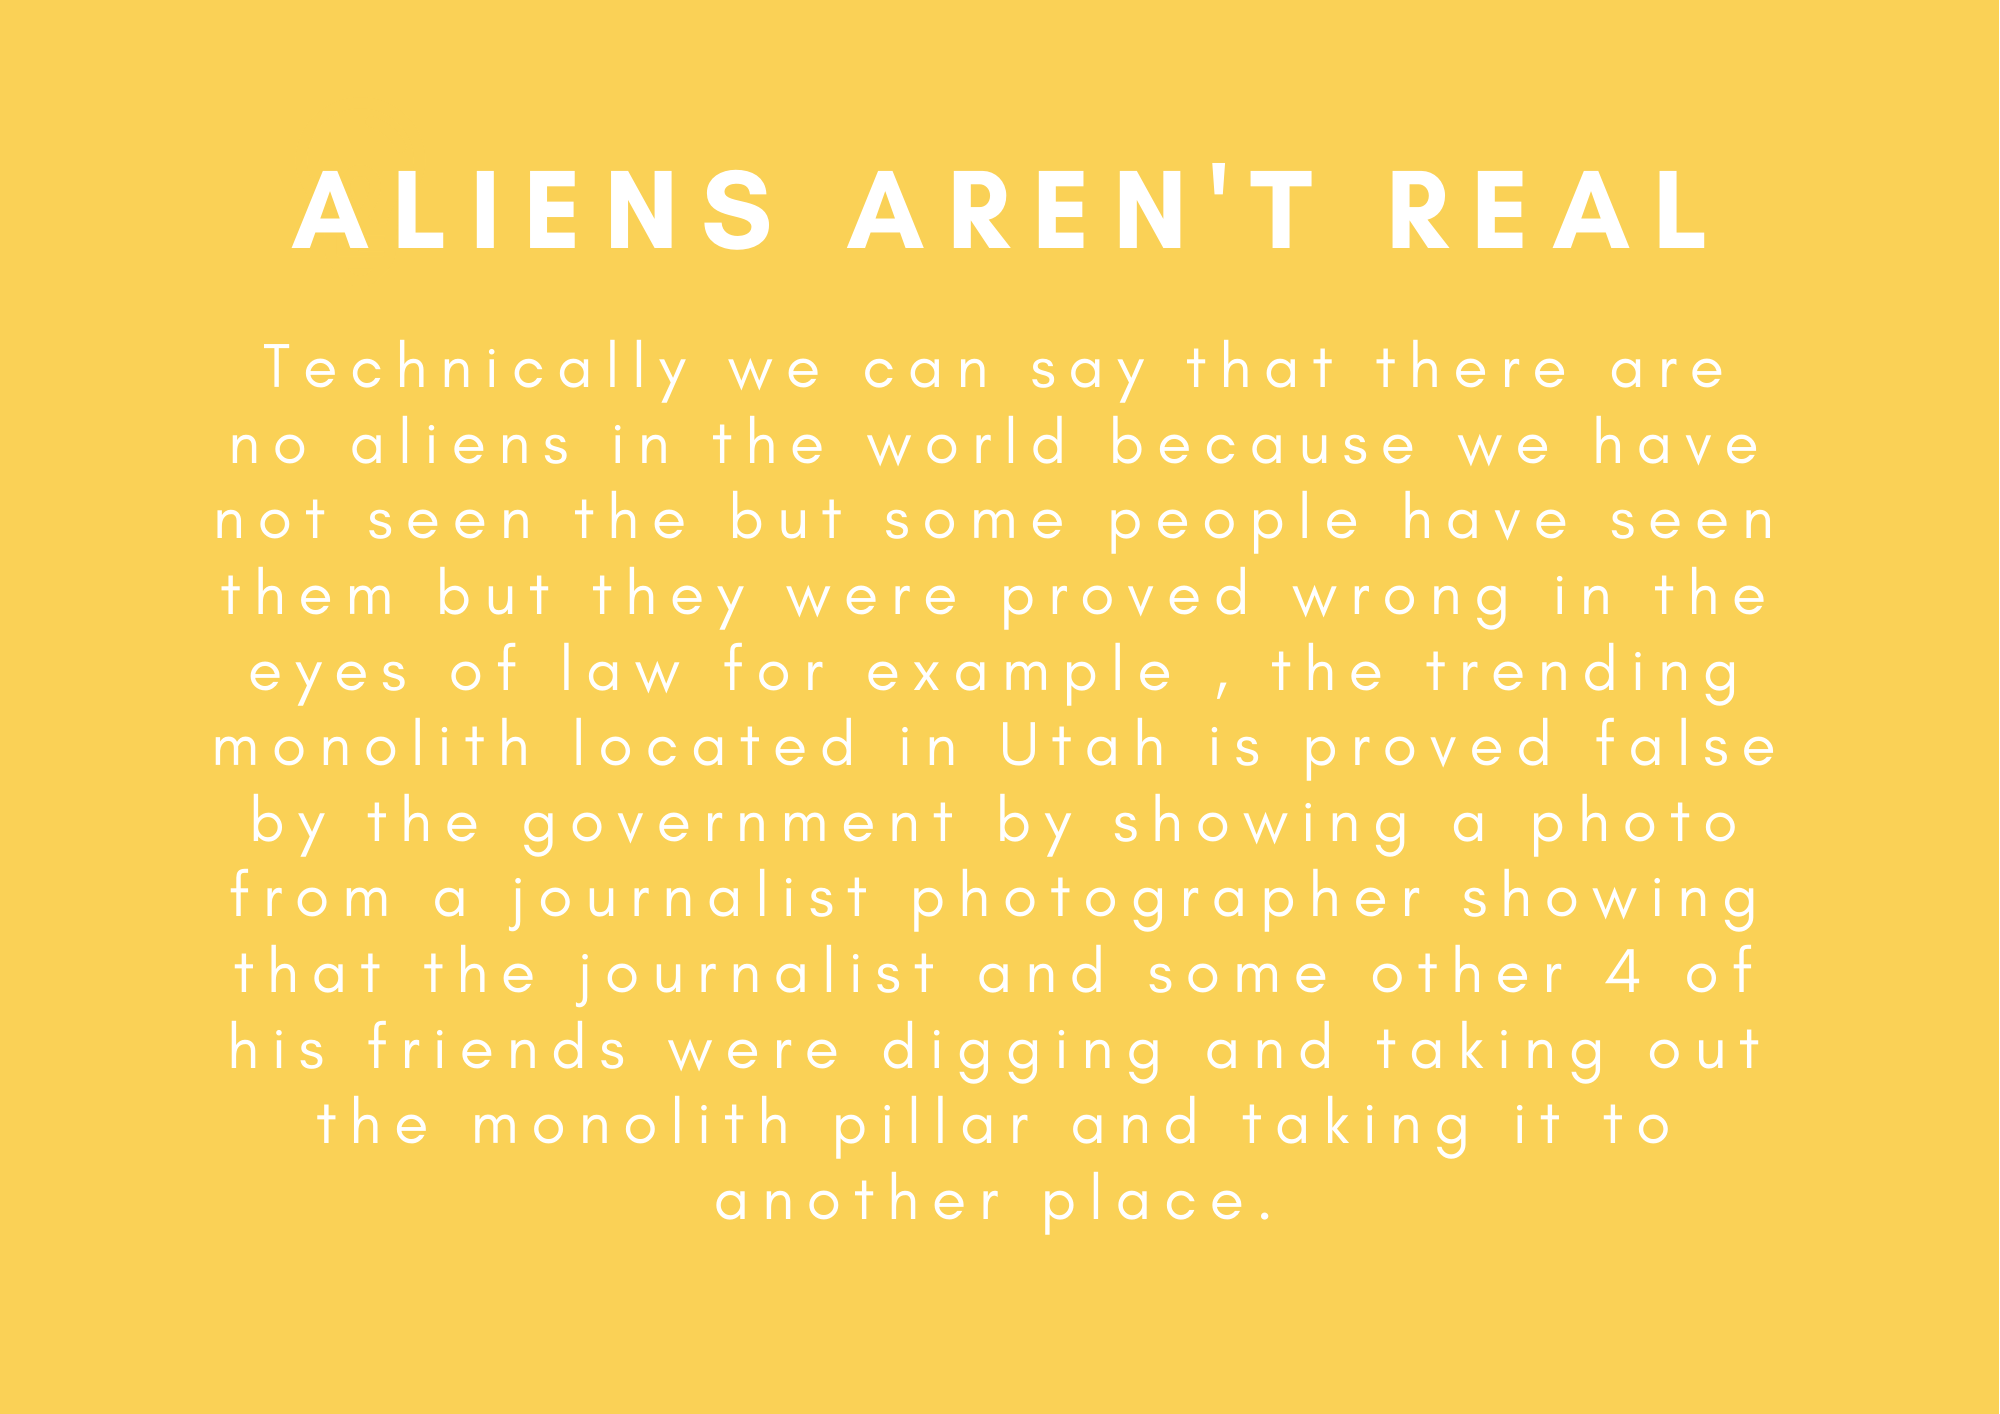 ALIENS AREN'T REAL
Technically we can say that there are
no aliens in the world because we have
not seen the but some people have seen
them but they were proved wrong in the
eyes of law for example , the trending
monolith located in Utah is proved false
by the government by showing a photo
from a journalist photographer showing
that the journalist and some other 4 of
his friends were digging and taking out
the monolith pillar and taking it to
another place.